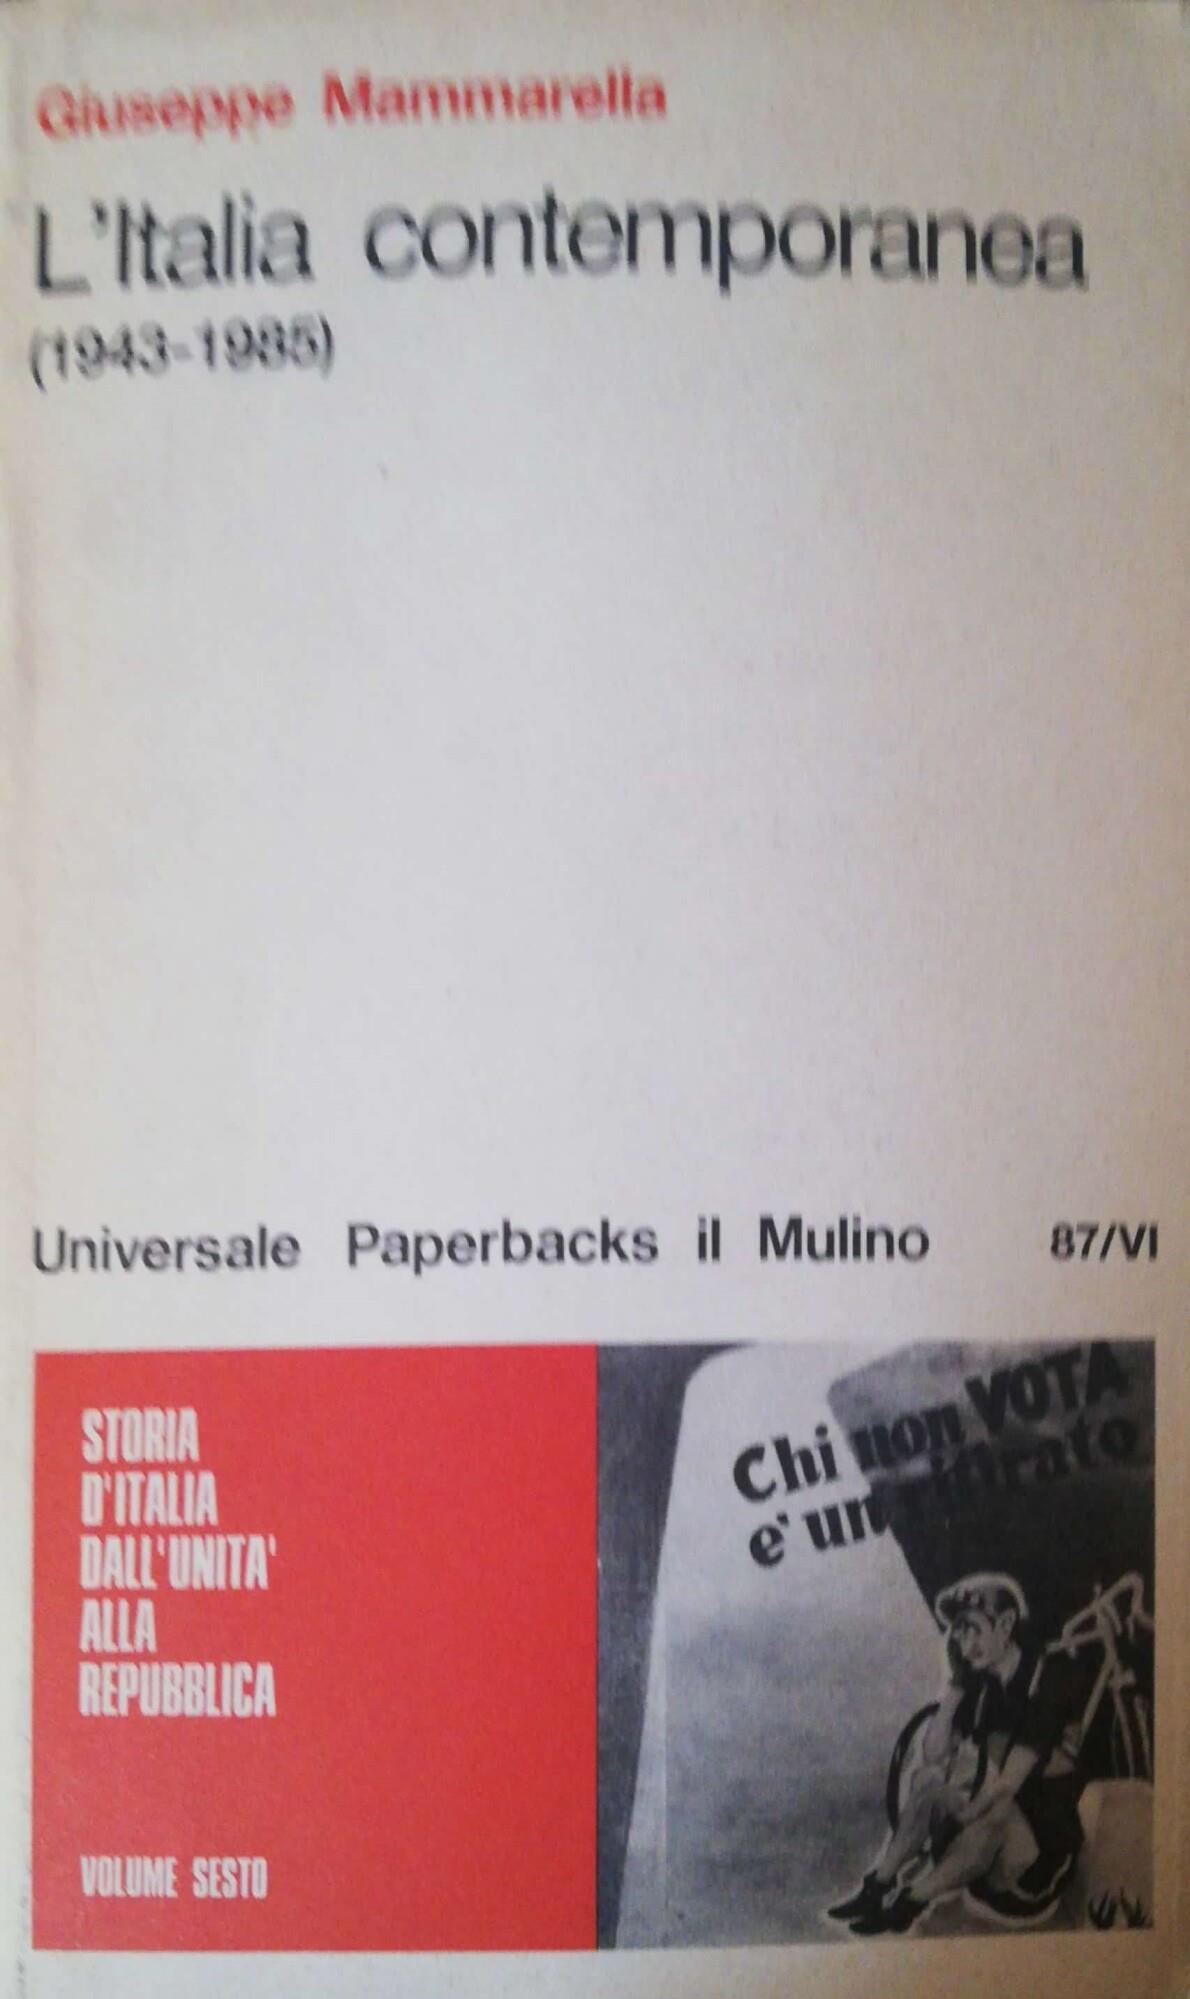 Giuseppe Mammarella
L'Italia contemporanea
(1943-1985)
Universale Paperbacks il Mulino 87/VI
STORIA
D'ITALIA
DALL'UNITA'
ALLA
REPUBBLICA
VOLUME SESTO
Chi non VOTA
e' un ritirato